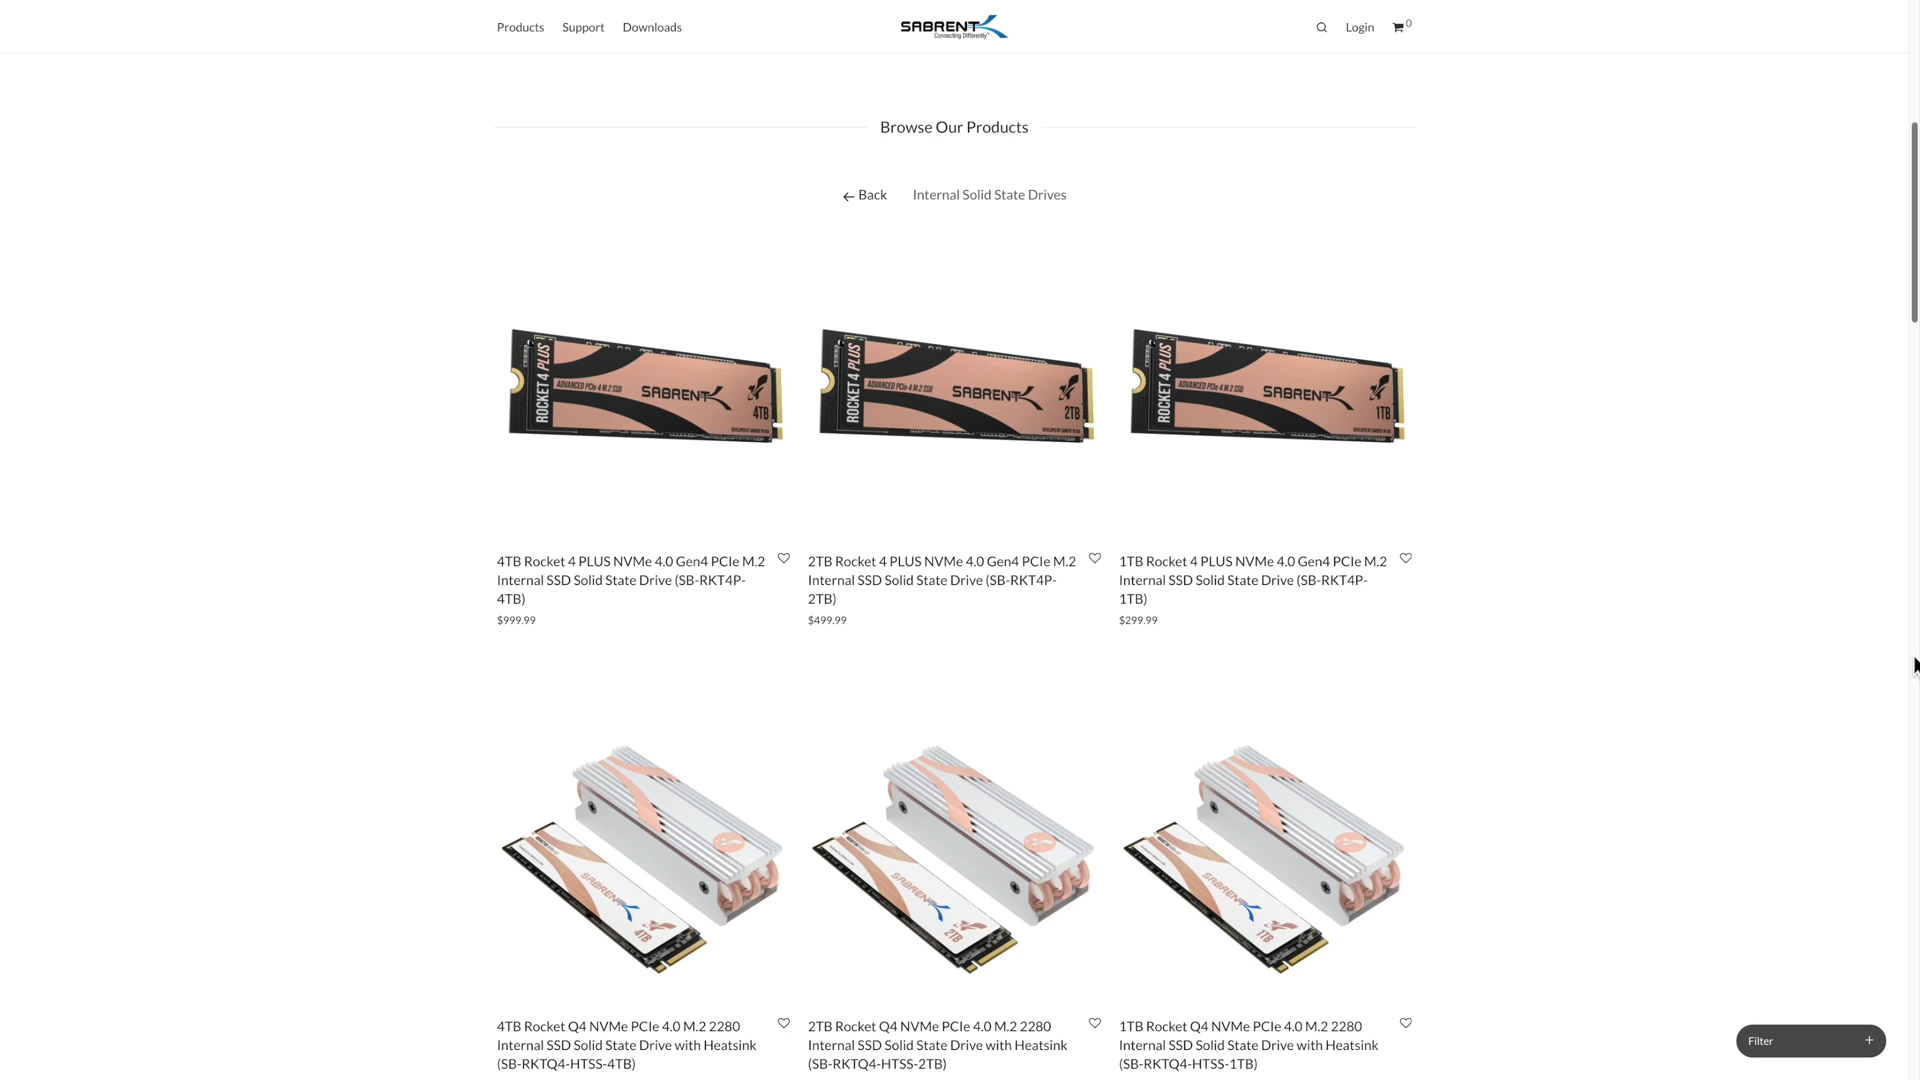 Products
Support
Downloads
SABRENT
Connecting Differently™
Login
0
Browse Our Products
← Back
Internal Solid State Drives
ROCKET 4 PLUS
ADVANCED PCIe 4 M.2 SSD
SABRENT
4TB
ROCKET 4 PLUS
ADVANCED PCIe 4 M.2 SSD
SABRENT
2TB
ROCKET 4 PLUS
ADVANCED PCIe 4 M.2 SSD
SABRENT
1TB
4TB Rocket 4 PLUS NVMe 4.0 Gen4 PCIe M.2
Internal SSD Solid State Drive (SB-RKT4P-
4TB)
$999.99
2TB Rocket 4 PLUS NVMe 4.0 Gen4 PCIe M.2
Internal SSD Solid State Drive (SB-RKT4P-
2TB)
$499.99
1TB Rocket 4 PLUS NVMe 4.0 Gen4 PCIe M.2
Internal SSD Solid State Drive (SB-RKT4P-
1TB)
$299.99
SABRENT
4TB
SABRENT
2TB
SABRENT
1TB
4TB Rocket Q4 NVMe PCIe 4.0 M.2 2280
Internal SSD Solid State Drive with Heatsink
(SB-RKTQ4-HTSS-4TB)
2TB Rocket Q4 NVMe PCIe 4.0 M.2 2280
Internal SSD Solid State Drive with Heatsink
(SB-RKTQ4-HTSS-2TB)
1TB Rocket Q4 NVMe PCIe 4.0 M.2 2280
Internal SSD Solid State Drive with Heatsink
(SB-RKTQ4-HTSS-1TB)
Filter +